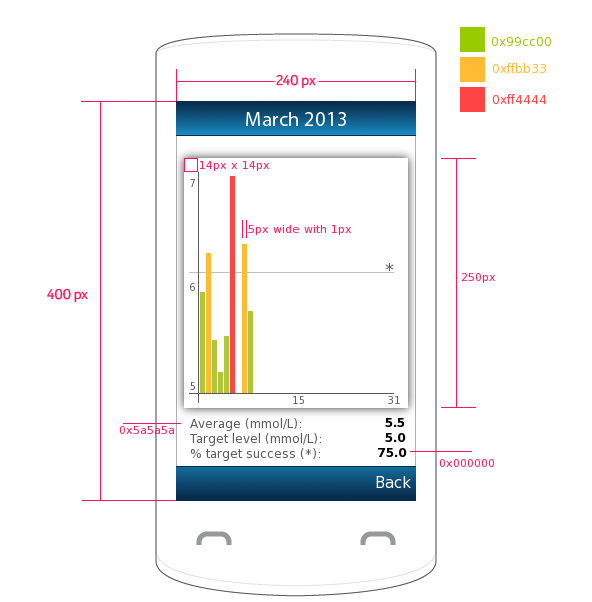 0x99cc00
0xffbb33
0xff4444
240 px
March 2013
14px x 14px
7
5px wide with 1px
*
250px
6
400 px
5
15
31
Average (mmol/L): 5.5
0x5a5a5a
Target level (mmol/L): 5.0
% target success (*): 75.0
0x000000
Back